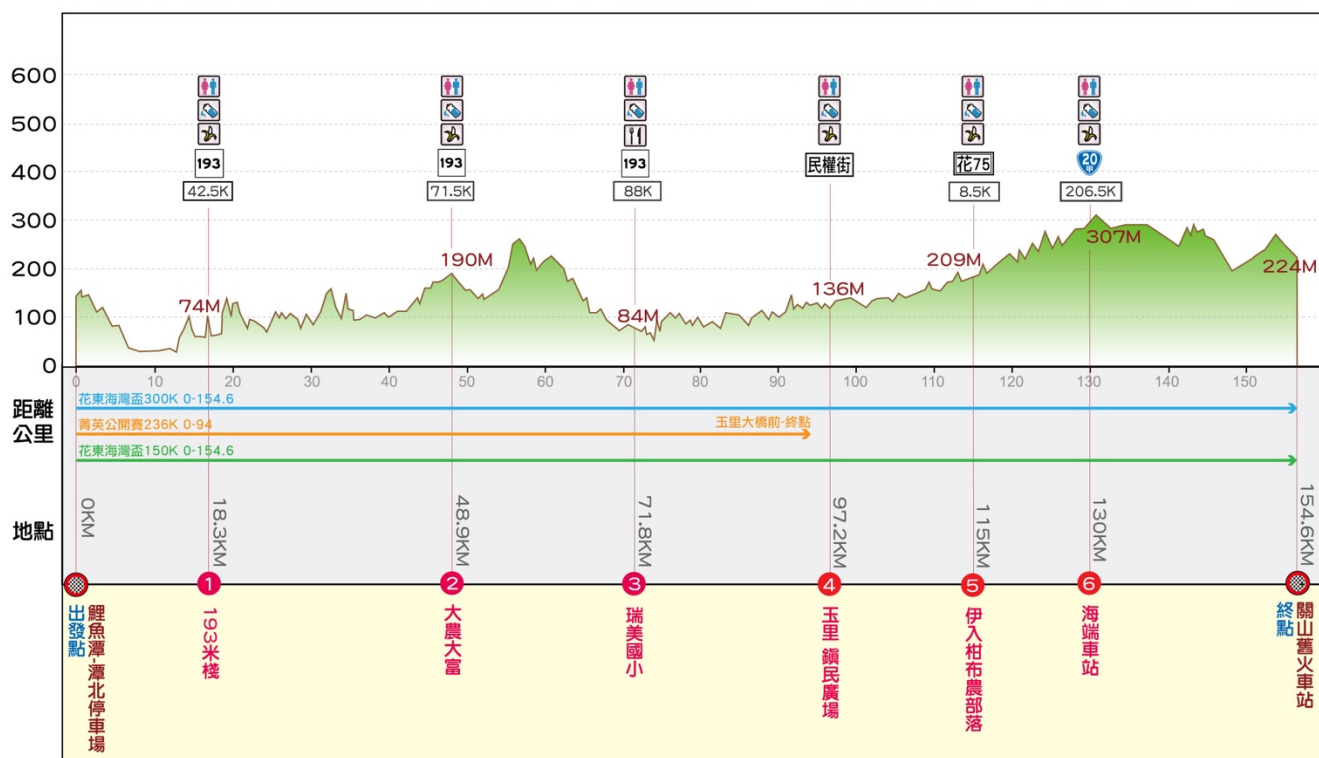 600
500
400
300
200
100
0
193
42.5K
193
71.5K
193
88K
民權街
花75
8.5K
20
甲
206.5K
74M
190M
84M
136M
209M
307M
224M
0 10 20 30 40 50 60 70 80 90 100 110 120 130 140 150
距離
公里
花東海灣盃300K 0-154.6
菁英公開賽236K 0-94
玉里大橋前-終點
花東海灣盃150K 0-154.6
地點
0KM
18.3KM
48.9KM
71.8KM
97.2KM
115KM
130KM
154.6KM
1
2
3
4
5
6
出發點
鯉魚潭-潭北停車場
193米棧
大農大富
瑞美國小
玉里 鎮民廣場
伊入柑布農部落
海端車站
終點
關山舊火車站